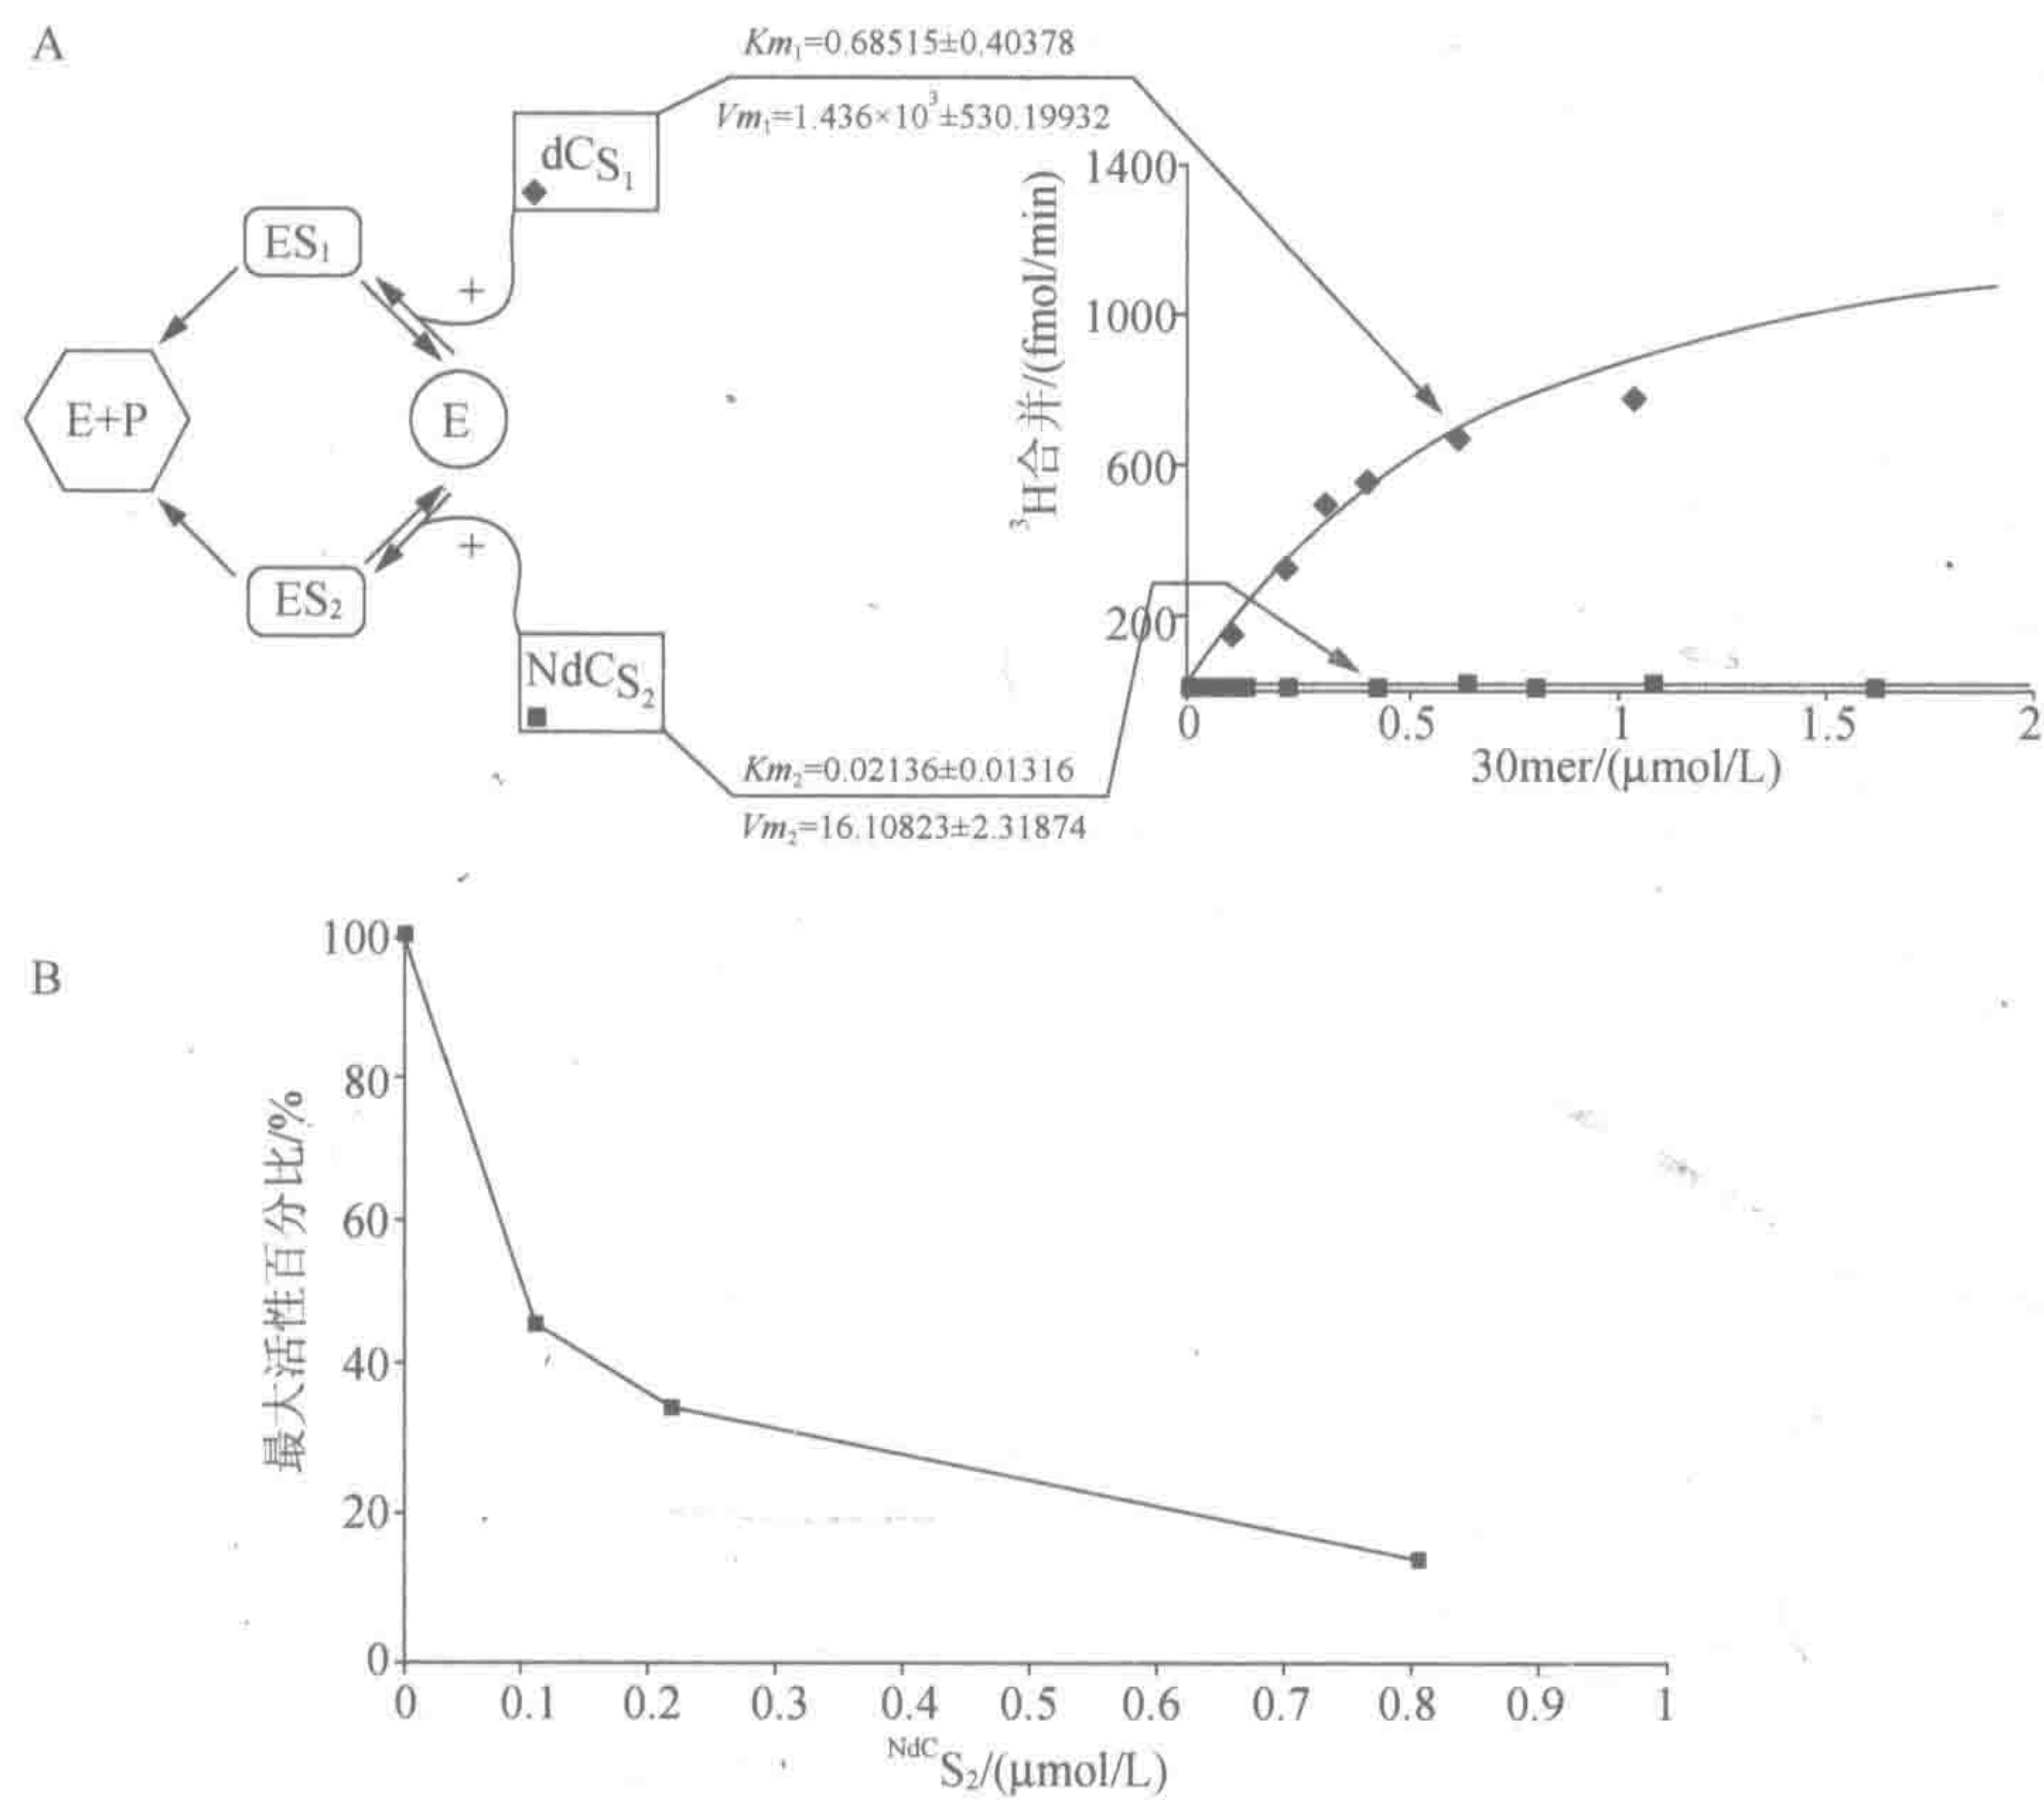 A
Km₁=0.68515±0.40378
Vm₁=1.436×10³±530.19932
dCS₁
ES₁
+
E+P
E
+
ES₂
NdCS₂
Km₂=0.02136±0.01316
Vm₂=16.10823±2.31874
³H合并/(fmol/min)
1400
1000
600
200
0 0.5 1 1.5 2
30mer/(μmol/L)
B
最大活性百分比/%
100
80
60
40
20
0
0 0.1 0.2 0.3 0.4 0.5 0.6 0.7 0.8 0.9 1
NdCS₂/(μmol/L)